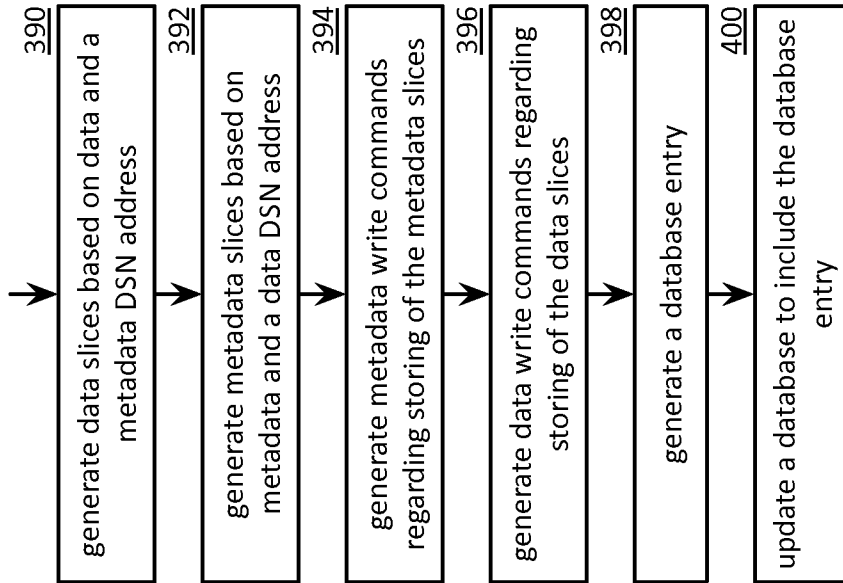 390
generate data slices based on data and a
metadata DSN address
392
generate metadata slices based on
metadata and a data DSN address
394
generate metadata write commands
regarding storing of the metadata slices
396
generate data write commands regarding
storing of the data slices
398
generate a database entry
400
update a database to include the database
entry